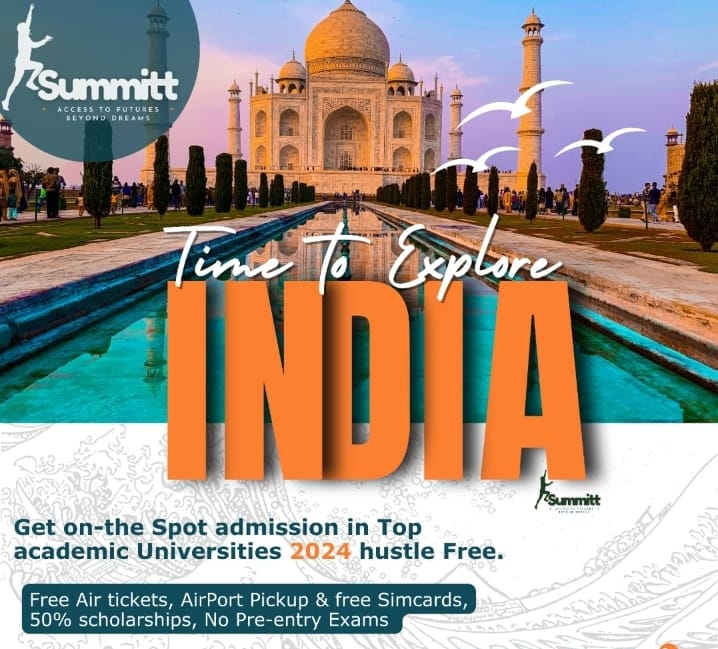 Summitt
ACCESS TO FUTURES
BEYOND DREAMS
Time to Explore
INDIA
Summitt
Get on-the Spot admission in Top
academic Universities 2024 hustle Free.
Free Air tickets, AirPort Pickup & free Simcards,
50% scholarships, No Pre-entry Exams